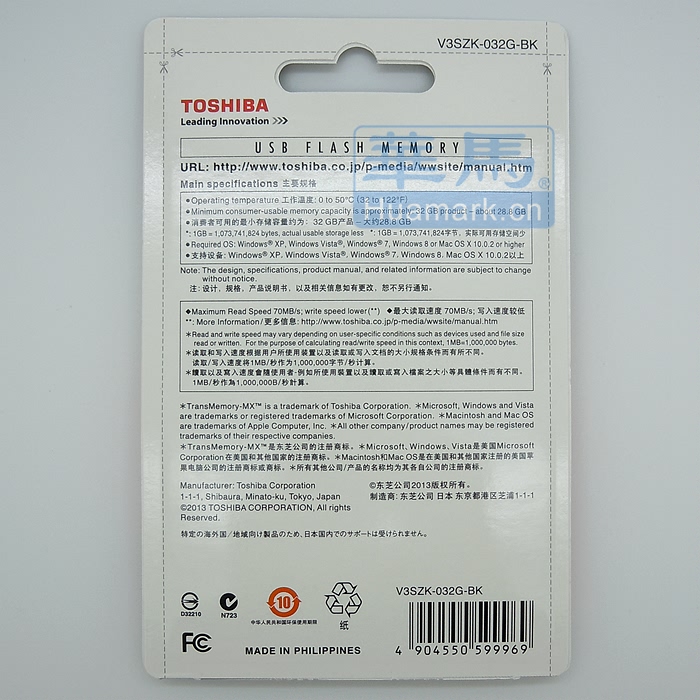 V3SZK-032G-BK
TOSHIBA
Leading Innovation >>>
USB FLASH MEMORY
URL: http://www.toshiba.co.jp/p-media/wwsite/manual.htm
Main specifications 主要规格
華馬®
Huamark.cn
●Operating temperature 工作温度: 0 to 50°C (32 to 122°F)
●Minimum consumer-usable memory capacity is approximately: 32 GB product – about 28.8 GB
●消费者可用的最小存储容量约为: 32 GB产品 – 大约28.8 GB
*: 1GB = 1,073,741,824 bytes, actual usable storage less *: 1GB = 1,073,741,824字节, 实际可用存储空间少
●Required OS: Windows® XP, Windows Vista®, Windows® 7, Windows 8 or Mac OS X 10.0.2 or higher
●支持设备: Windows® XP, Windows Vista®, Windows® 7, Windows 8, Mac OS X 10.0.2以上
Note: The design, specifications, product manual, and related information are subject to change
without notice.
注: 设计, 规格, 产品说明书, 以及相关信息如有更改, 恕不另行通知。
◆Maximum Read Speed 70MB/s; write speed lower(**) ◆最大读取速度 70MB/s; 写入速度较低
**: More Information/更多信息: http://www.toshiba.co.jp/p-media/wwsite/manual.htm
*Read and write speed may vary depending on user-specific conditions such as devices used and file size
read or written. For the purpose of calculating read/write speed in this context, 1MB=1,000,000 bytes.
*读取和写入速度根据用户所使用装置以及读取或写入文档的大小规格条件而有所不同。
读取/写入速度将1MB/秒作为1,000,000字节/秒计算。
*讀取以及寫入速度會隨使用者-例如所使用裝置以及讀取或寫入檔案之大小等具體條件而有不同。
1MB/秒作為1,000,000B/秒計算。
*TransMemory-MX™ is a trademark of Toshiba Corporation. *Microsoft, Windows and Vista
are trademarks or registered trademarks of Microsoft Corporation. *Macintosh and Mac OS
are trademarks of Apple Computer, Inc. *All other company/product names may be registered
trademarks of their respective companies.
*TransMemory-MX™是东芝公司的注册商标。 *Microsoft, Windows, Vista是美国Microsoft
Corporation在美国和其他国家的注册商标。 *Macintosh和Mac OS是在美国和其他国家注册的美国苹
果电脑公司的注册商标或商标。 *所有其他公司/产品的名称均为其各自公司的注册商标。
Manufacturer: Toshiba Corporation
1-1-1, Shibaura, Minato-ku, Tokyo, Japan
©2013 TOSHIBA CORPORATION, All rights
Reserved.
©东芝公司2013版权所有。
制造商: 东芝公司 日本 东京都港区芝浦1-1-1
特定の海外国/地域向け製品のため、日本国内でのサポートは受けられません。
D32210
N723
10
中华人民共和国环保使用期限
纸
V3SZK-032G-BK
FC
MADE IN PHILIPPINES
4 904550 599969